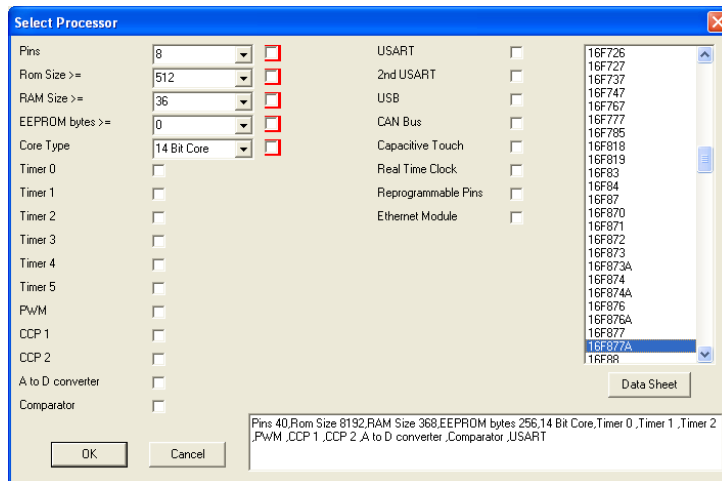 Select Processor
Pins 8
Rom Size >= 512
RAM Size >= 36
EEPROM bytes >= 0
Core Type 14 Bit Core
Timer 0
Timer 1
Timer 2
Timer 3
Timer 4
Timer 5
PWM
CCP 1
CCP 2
A to D converter
Comparator
USART
2nd USART
USB
CAN Bus
Capacitive Touch
Real Time Clock
Reprogrammable Pins
Ethernet Module
16F726
16F727
16F737
16F747
16F767
16F777
16F785
16F818
16F819
16F83
16F84
16F87
16F870
16F871
16F872
16F873
16F873A
16F874
16F874A
16F876
16F876A
16F877
16F877A
16F88
Data Sheet
Pins 40,Rom Size 8192,RAM Size 368,EEPROM bytes 256,14 Bit Core,Timer 0 ,Timer 1 ,Timer 2
,PWM ,CCP 1 ,CCP 2 ,A to D converter ,Comparator ,USART
OK
Cancel